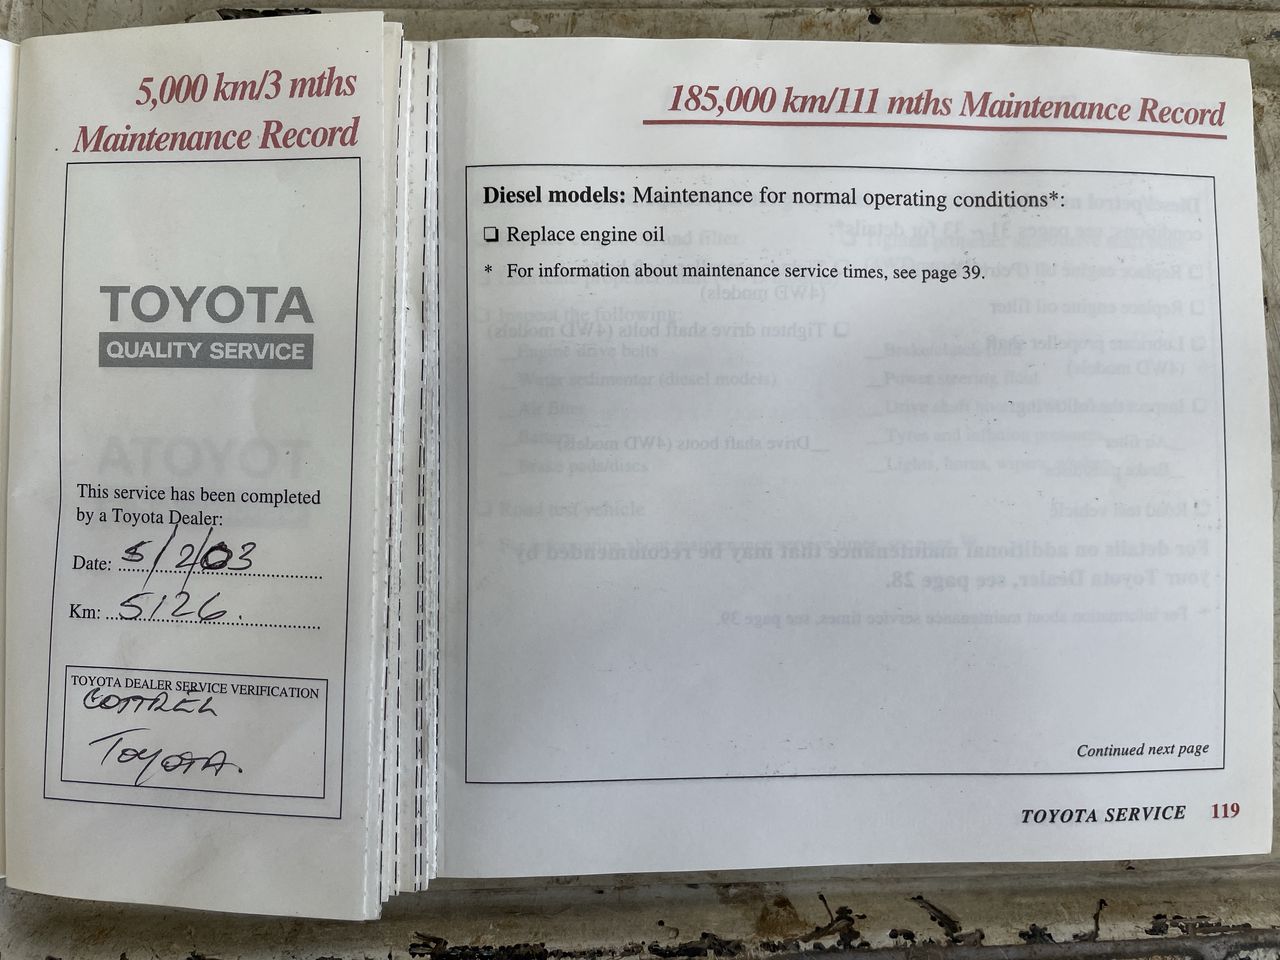 5,000 km/3 mths
Maintenance Record
TOYOTA
QUALITY SERVICE
This service has been completed
by a Toyota Dealer:
Date: 5/2/03
Km: 5126.
TOYOTA DEALER SERVICE VERIFICATION
TOYOTA.
185,000 km/111 mths Maintenance Record
Diesel models: Maintenance for normal operating conditions*:
❏ Replace engine oil
* For information about maintenance service times, see page 39.
Continued next page
TOYOTA SERVICE 119